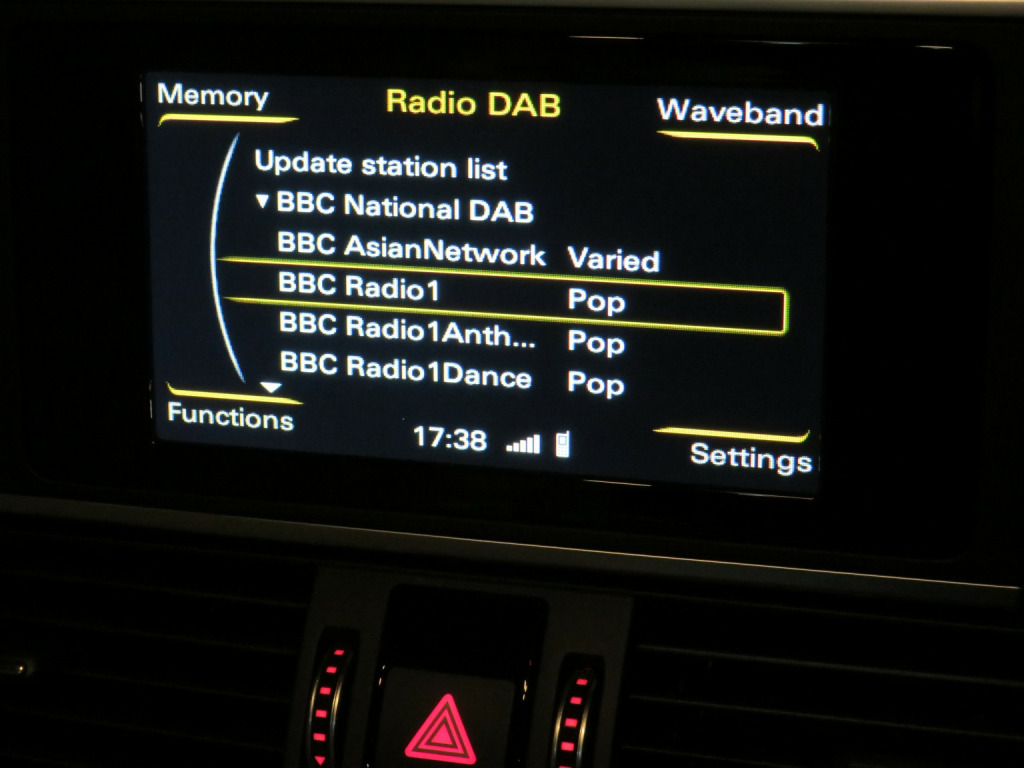 Memory Radio DAB Waveband
Update station list
▼ BBC National DAB
BBC AsianNetwork Varied
BBC Radio1 Pop
BBC Radio1Anth... Pop
BBC Radio1Dance Pop
Functions 17:38 Settings